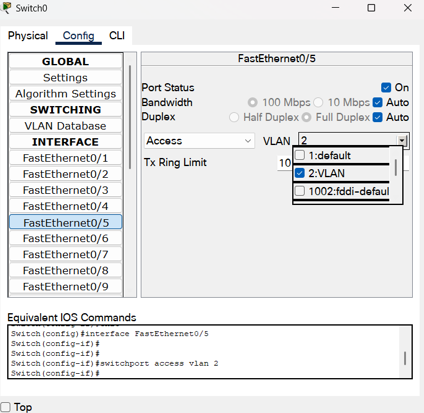 Switch0
Physical Config CLI
GLOBAL
Settings
Algorithm Settings
SWITCHING
VLAN Database
INTERFACE
FastEthernet0/1
FastEthernet0/2
FastEthernet0/3
FastEthernet0/4
FastEthernet0/5
FastEthernet0/6
FastEthernet0/7
FastEthernet0/8
FastEthernet0/9
FastEthernet0/5
Port Status On
Bandwidth 100 Mbps 10 Mbps Auto
Duplex Half Duplex Full Duplex Auto
Access VLAN 2
1:default
2:VLAN
1002:fddi-defaul
Tx Ring Limit 10
Equivalent IOS Commands
Switch(config)#interface FastEthernet0/5
Switch(config-if)#
Switch(config-if)#
Switch(config-if)#switchport access vlan 2
Switch(config-if)#
Top